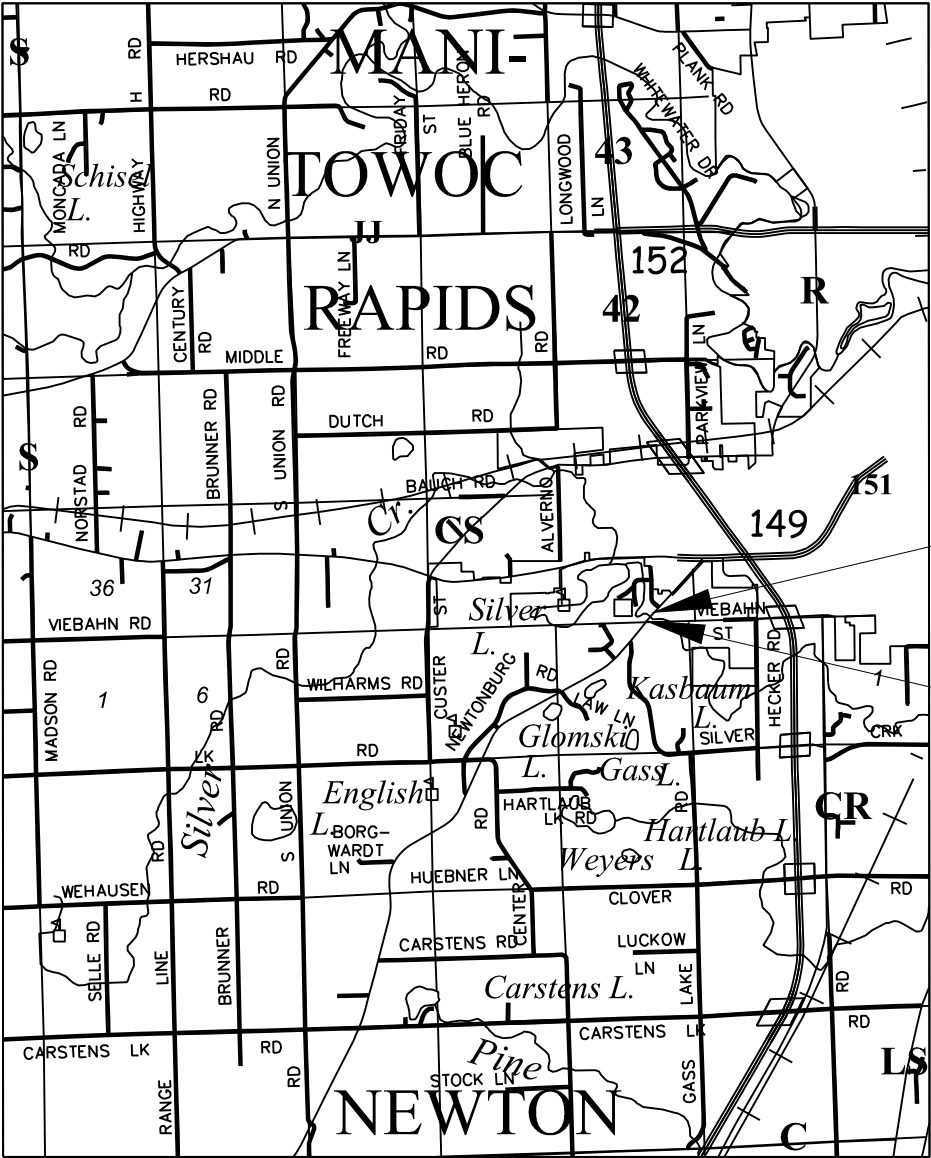 S
RD
HERSHAU RD
MANI-
PLANK RD
H
RD
FRIDAY
ST
BLUE HERON
RD
WHITEWATER DR
MONCADA LN
Schisel
L.
HIGHWAY
N UNION
TOWOC
LONGWOOD
LN
43
JJ
RD
152
CENTURY
RD
FREEWAY LN
RAPIDS
RD
42
R
LN
MIDDLE
RD
PARKVIEW
RD
NORSTAD
BRUNNER RD
RD
S UNION
DUTCH
RD
S
BAUCH RD
Cr.
CS
ALVERNO
151
149
36
31
ST
Silver
L.
VIEBAHN
ST
VIEBAHN RD
RD
WILHARMS RD
CUSTER
NEWTONBURG
RD
LAW LN
Kasbaum
L.
HECKER RD
1
MADSON RD
1
6
RD
LK
RD
Glomski
L.
SILVER
CRK
Gass
L.
RD
Silver
English
L.
UNION
S
BORG-
WARDT
LN
RD
HARTLAUB
LK RD
Hartlaub L.
CR
Weyers
L.
RD
WEHAUSEN
RD
HUEBNER LN
CLOVER
RD
CENTER
SELLE RD
LINE
BRUNNER
CARSTENS RD
LUCKOW
LN
Carstens L.
LAKE
RD
CARSTENS LK
RD
CARSTENS LK
RD
Pine
STOCK LN
RANGE
RD
NEWTON
GASS
LS
C